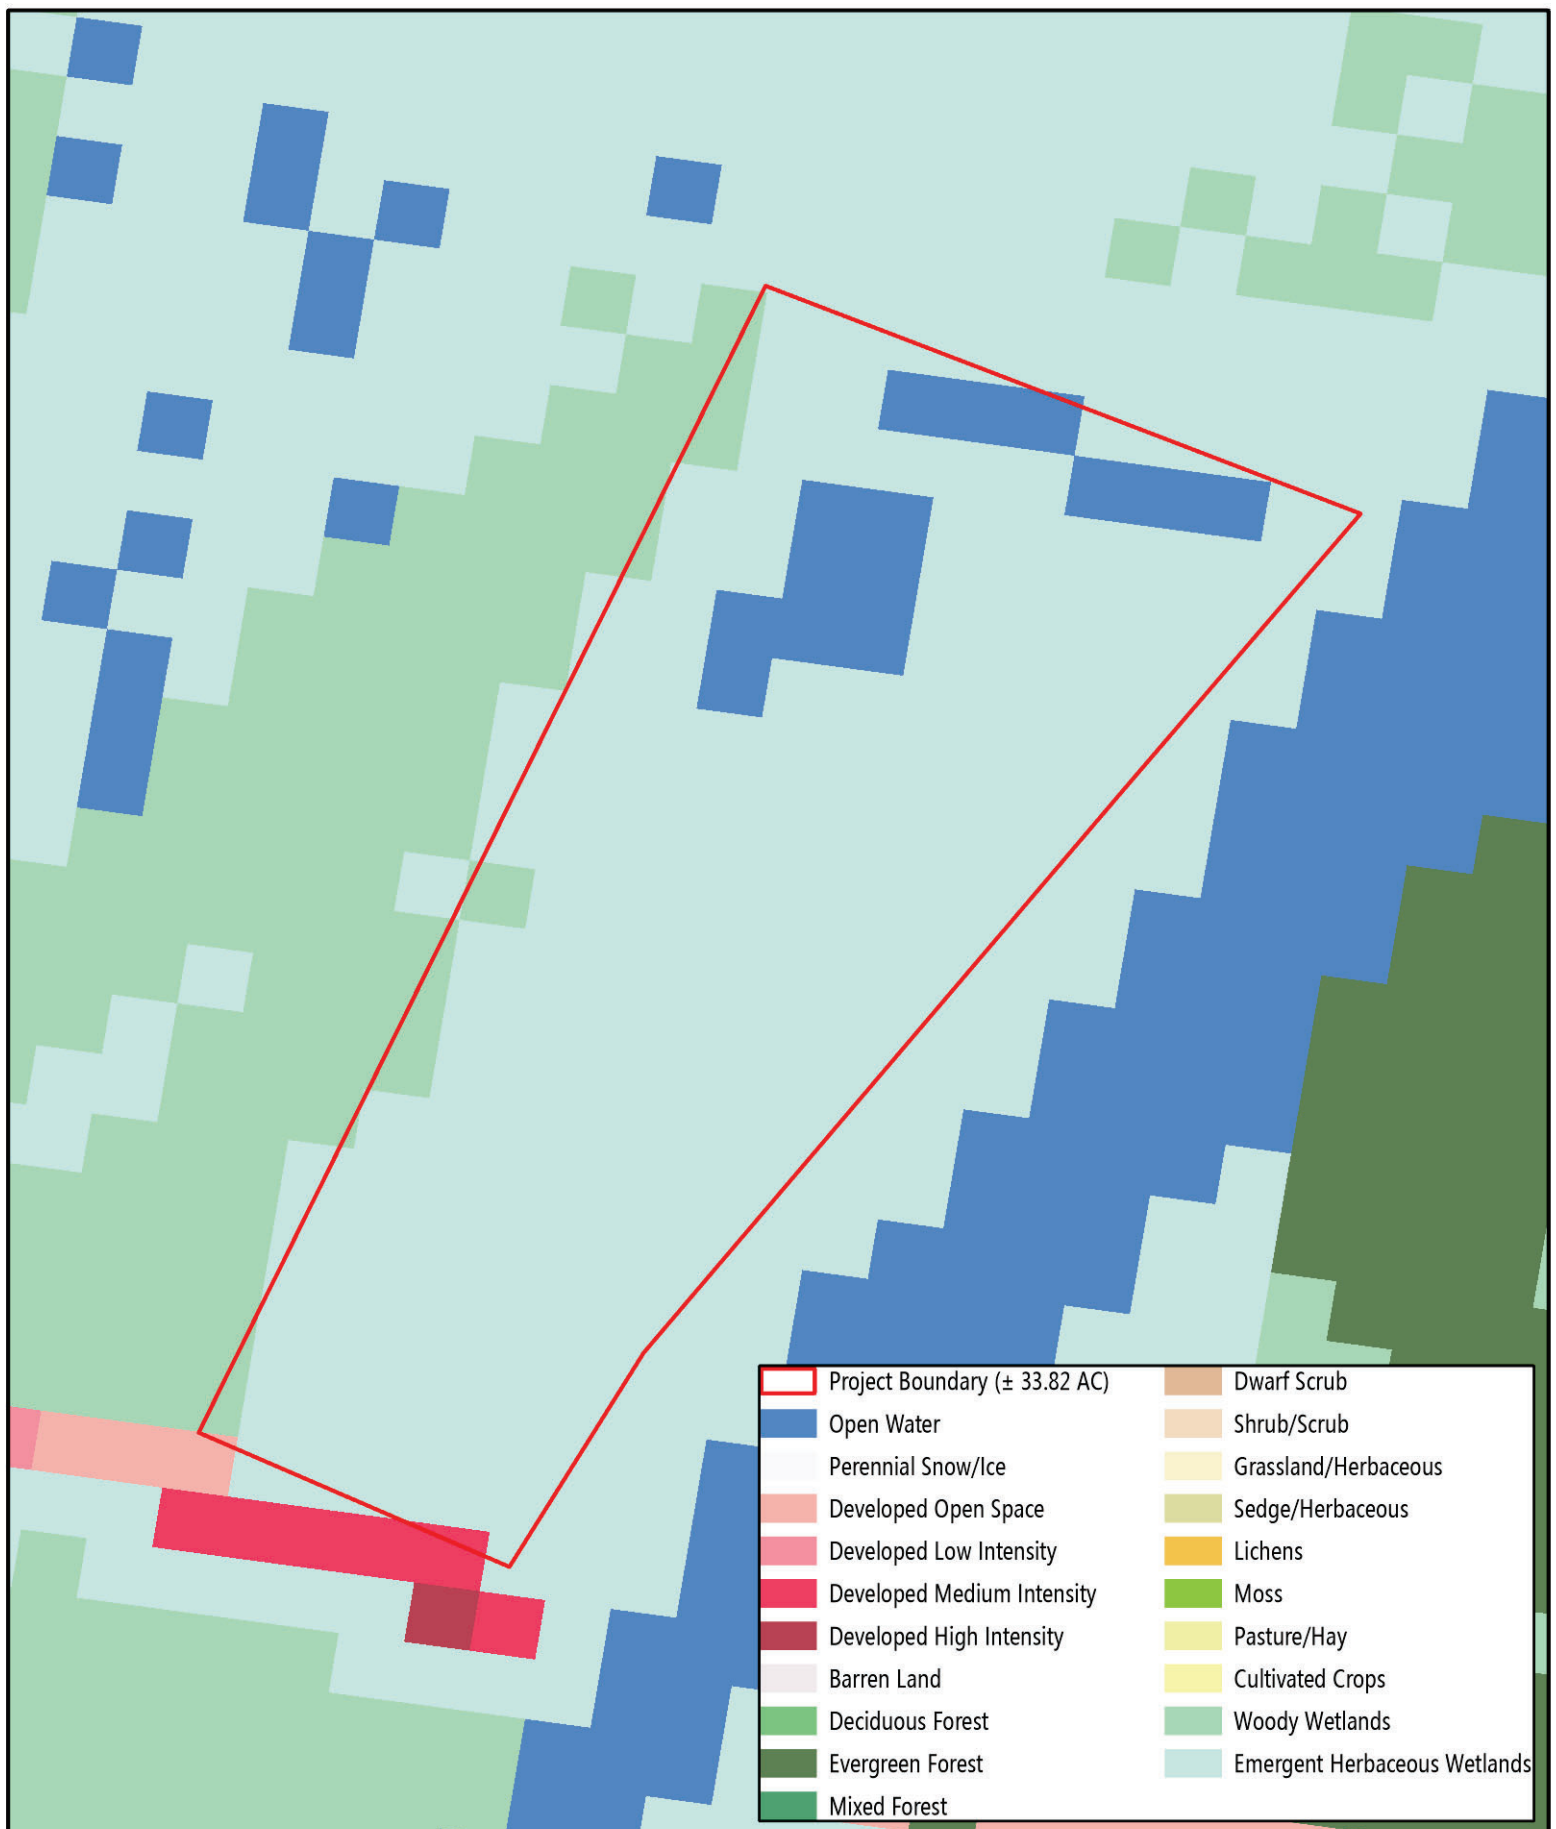 Project Boundary (± 33.82 AC)
Open Water
Perennial Snow/Ice
Developed Open Space
Developed Low Intensity
Developed Medium Intensity
Developed High Intensity
Barren Land
Deciduous Forest
Evergreen Forest
Mixed Forest
Dwarf Scrub
Shrub/Scrub
Grassland/Herbaceous
Sedge/Herbaceous
Lichens
Moss
Pasture/Hay
Cultivated Crops
Woody Wetlands
Emergent Herbaceous Wetlands